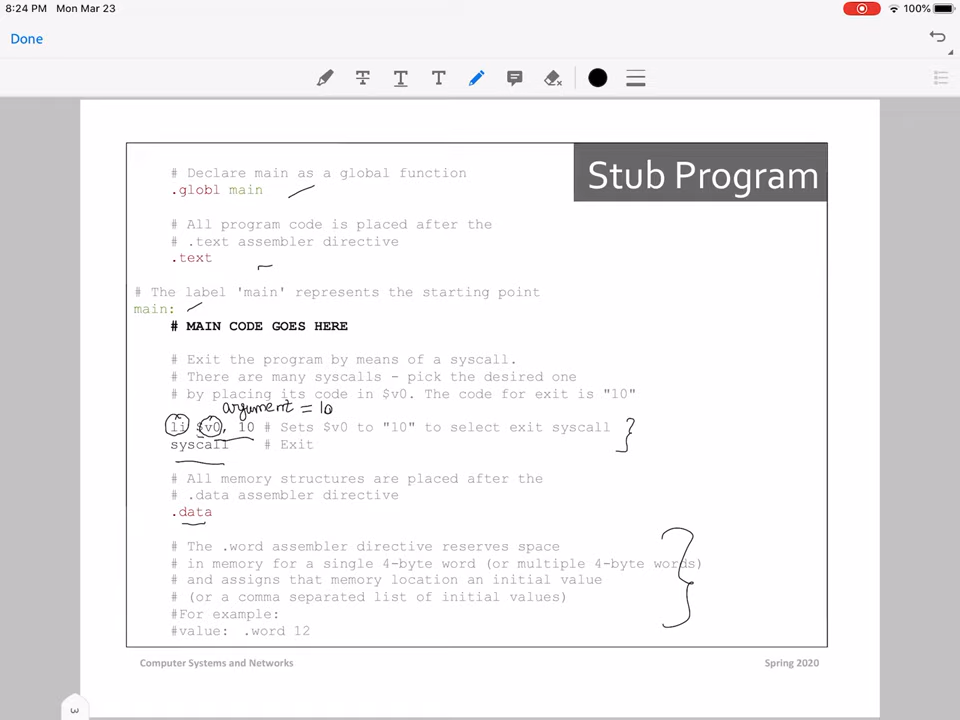 8:24 PM Mon Mar 23
100%
Done
T T T
Stub Program
# Declare main as a global function
.globl main
# All program code is placed after the
# .text assembler directive
.text
# The label 'main' represents the starting point
main:
# MAIN CODE GOES HERE
# Exit the program by means of a syscall.
# There are many syscalls - pick the desired one
# by placing its code in $v0. The code for exit is "10"
argument = 10
li $v0, 10 # Sets $v0 to "10" to select exit syscall
syscall # Exit
# All memory structures are placed after the
# .data assembler directive
.data
# The .word assembler directive reserves space
# in memory for a single 4-byte word (or multiple 4-byte words)
# and assigns that memory location an initial value
# (or a comma separated list of initial values)
#For example:
#value: .word 12
Computer Systems and Networks
Spring 2020
3